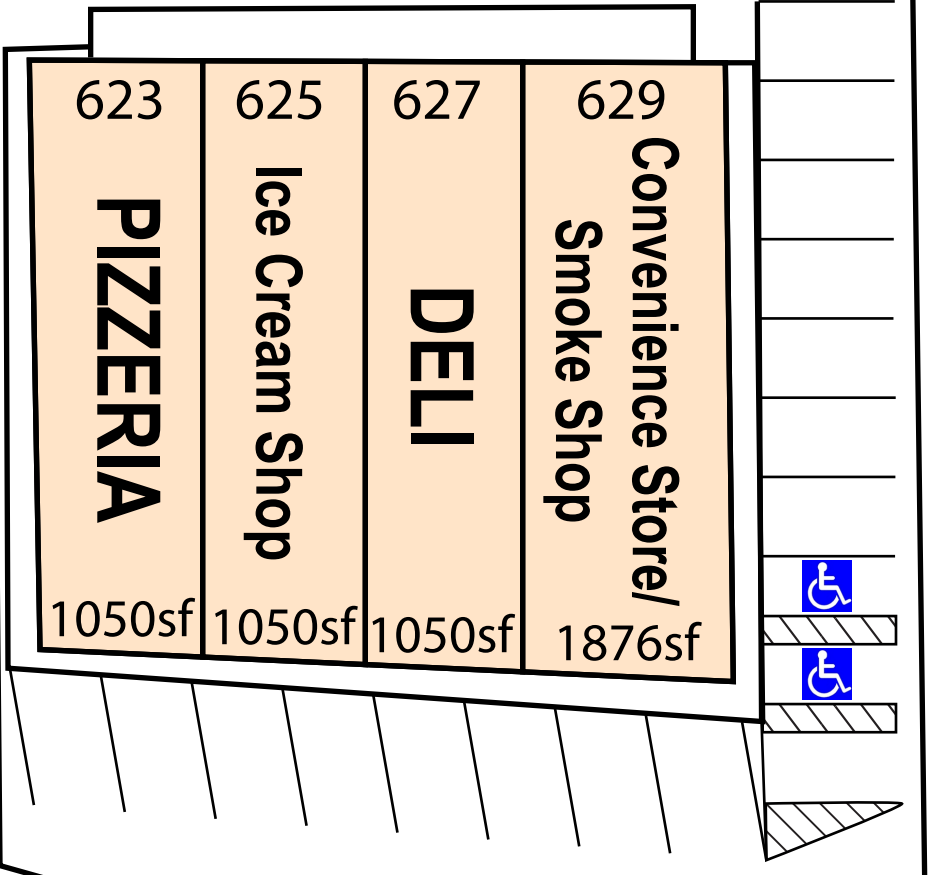 623
PIZZERIA
1050sf
625
Ice Cream Shop
1050sf
627
DELI
1050sf
629
Convenience Store/
Smoke Shop
1876sf